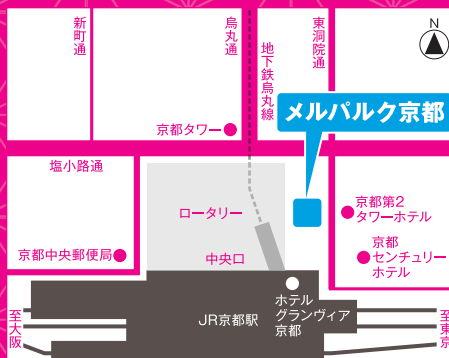 新町通
烏丸通
地下鉄烏丸線
東洞院通
N
メルパルク京都
京都タワー
塩小路通
ロータリー
京都第2
タワーホテル
京都中央郵便局
中央口
京都
センチュリー
ホテル
ホテル
グランヴィア
京都
JR京都駅
至大阪
至東京